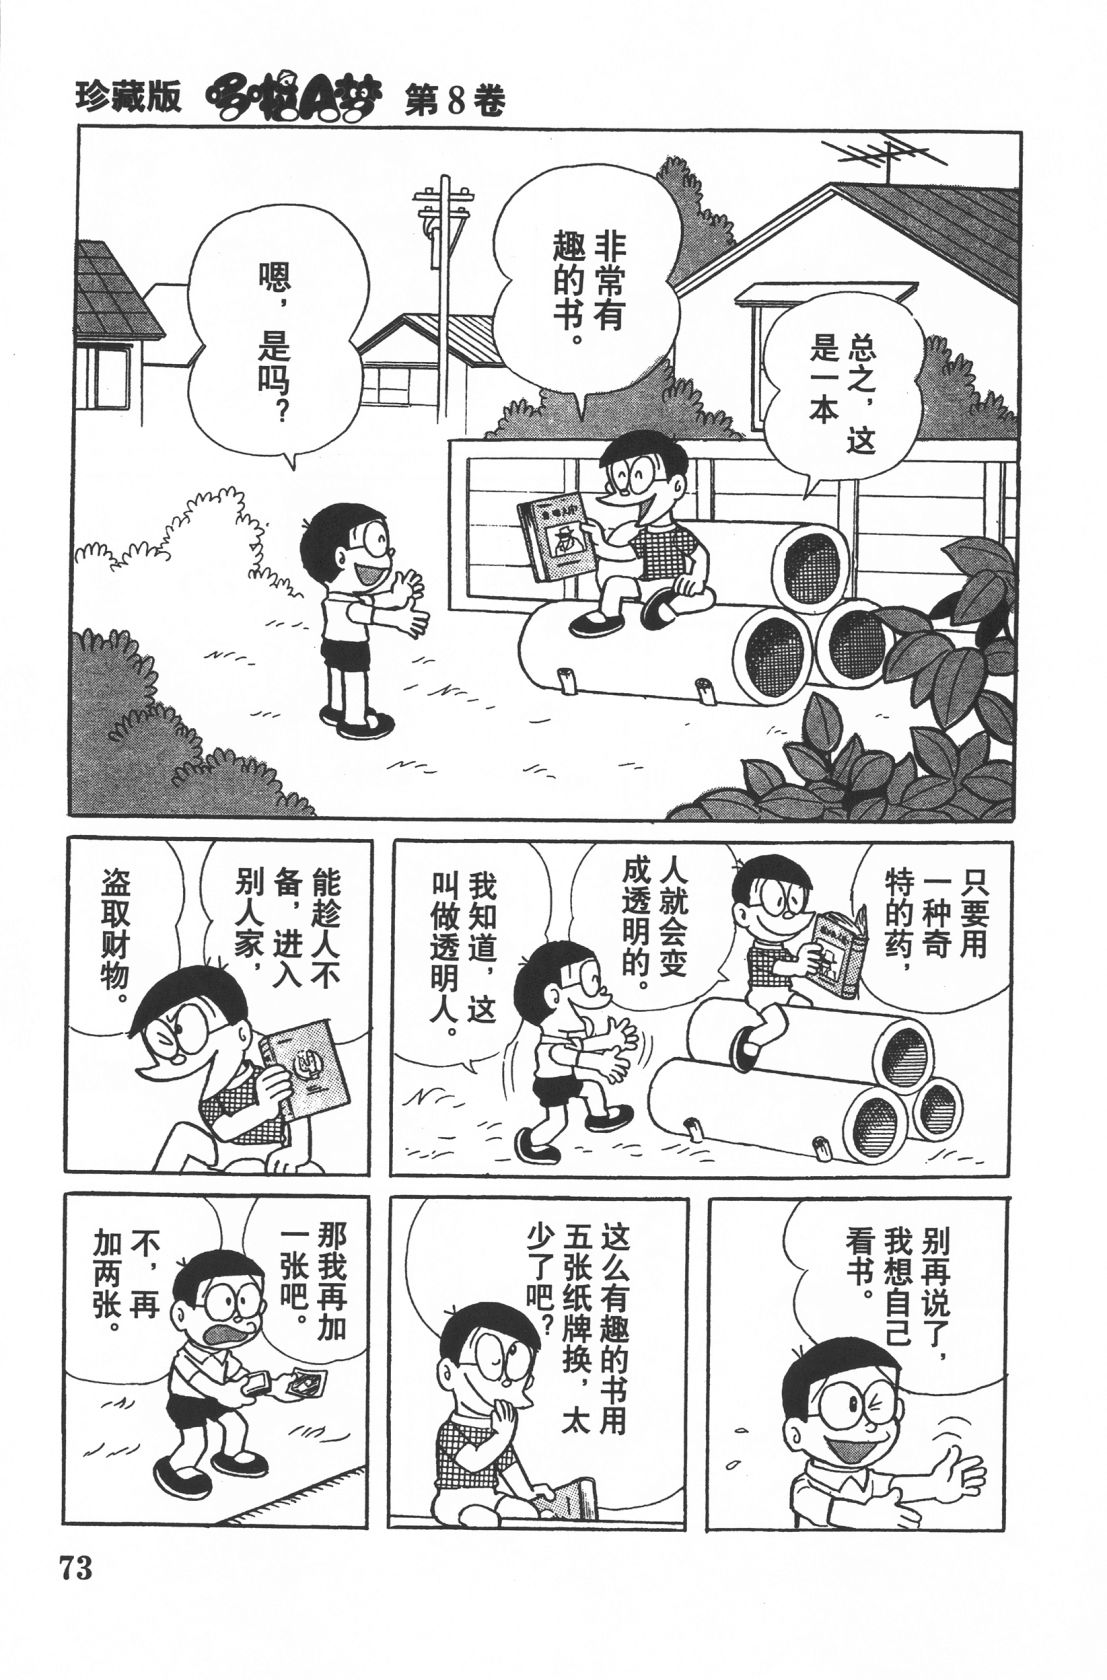 珍藏版 哆啦A梦 第8卷
总之，这
是一本
非常有
趣的书。
嗯，是吗？
只要用
一种奇
特的药，
人就会变
成透明的。
我知道，这
叫做透明人。
能趁人不
备，进入
别人家，
盗取财物。
别再说了，
我想自己
看书。
这么有趣的书用
五张纸牌换，太
少了吧？
那我再加
一张吧。
不，再
加两张。
73